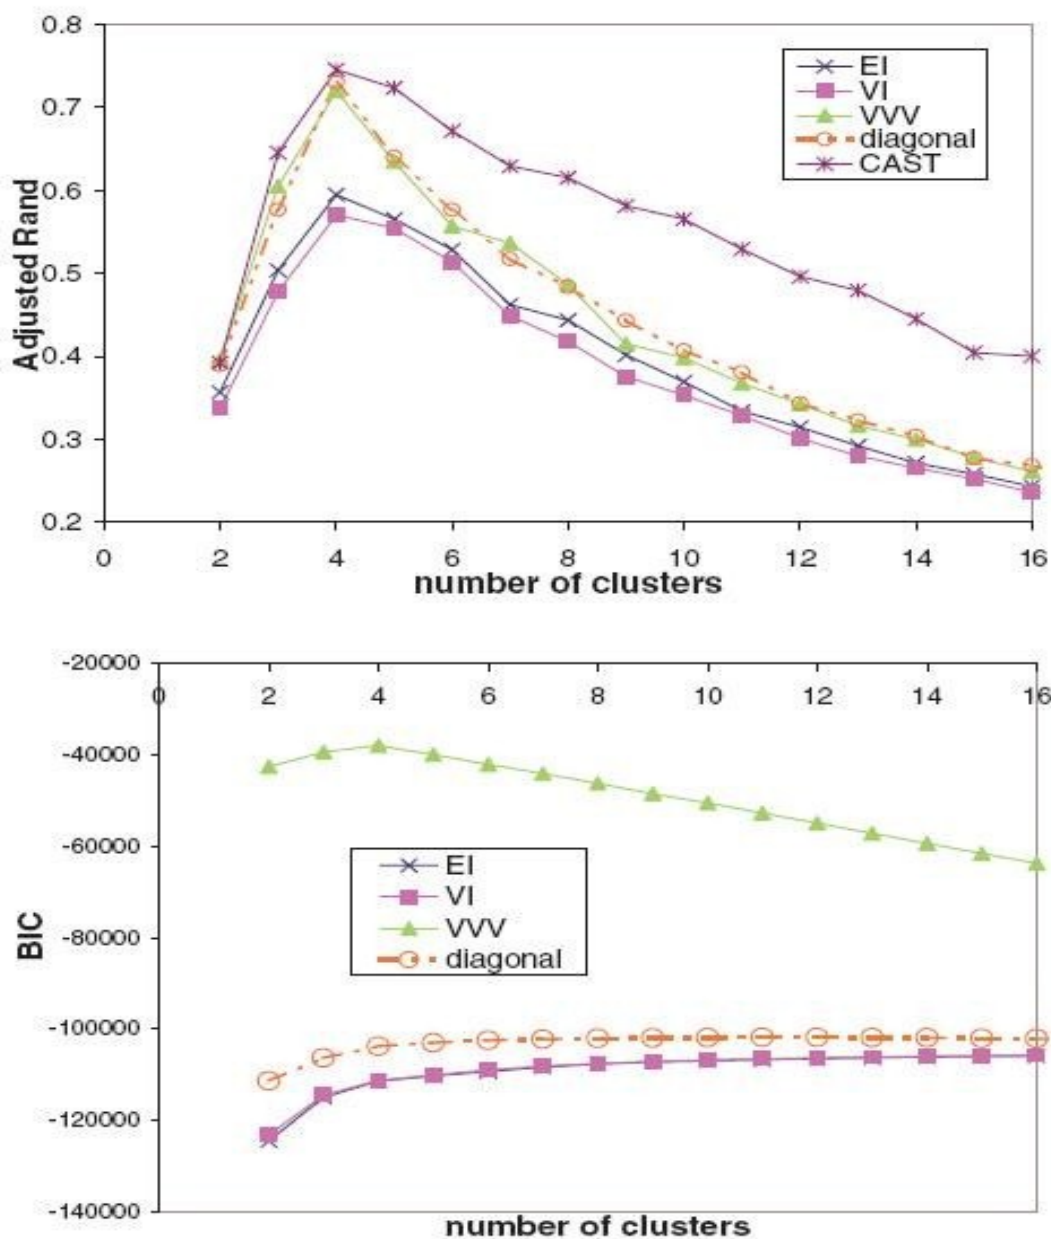 0.8
0.7
0.6
0.5
0.4
0.3
0.2
Adjusted Rand
EI
VI
VVV
diagonal
CAST
0 2 4 6 8 10 12 14 16
number of clusters
-20000
0 2 4 6 8 10 12 14 16
-40000
-60000
-80000
-100000
-120000
-140000
BIC
EI
VI
VVV
diagonal
number of clusters